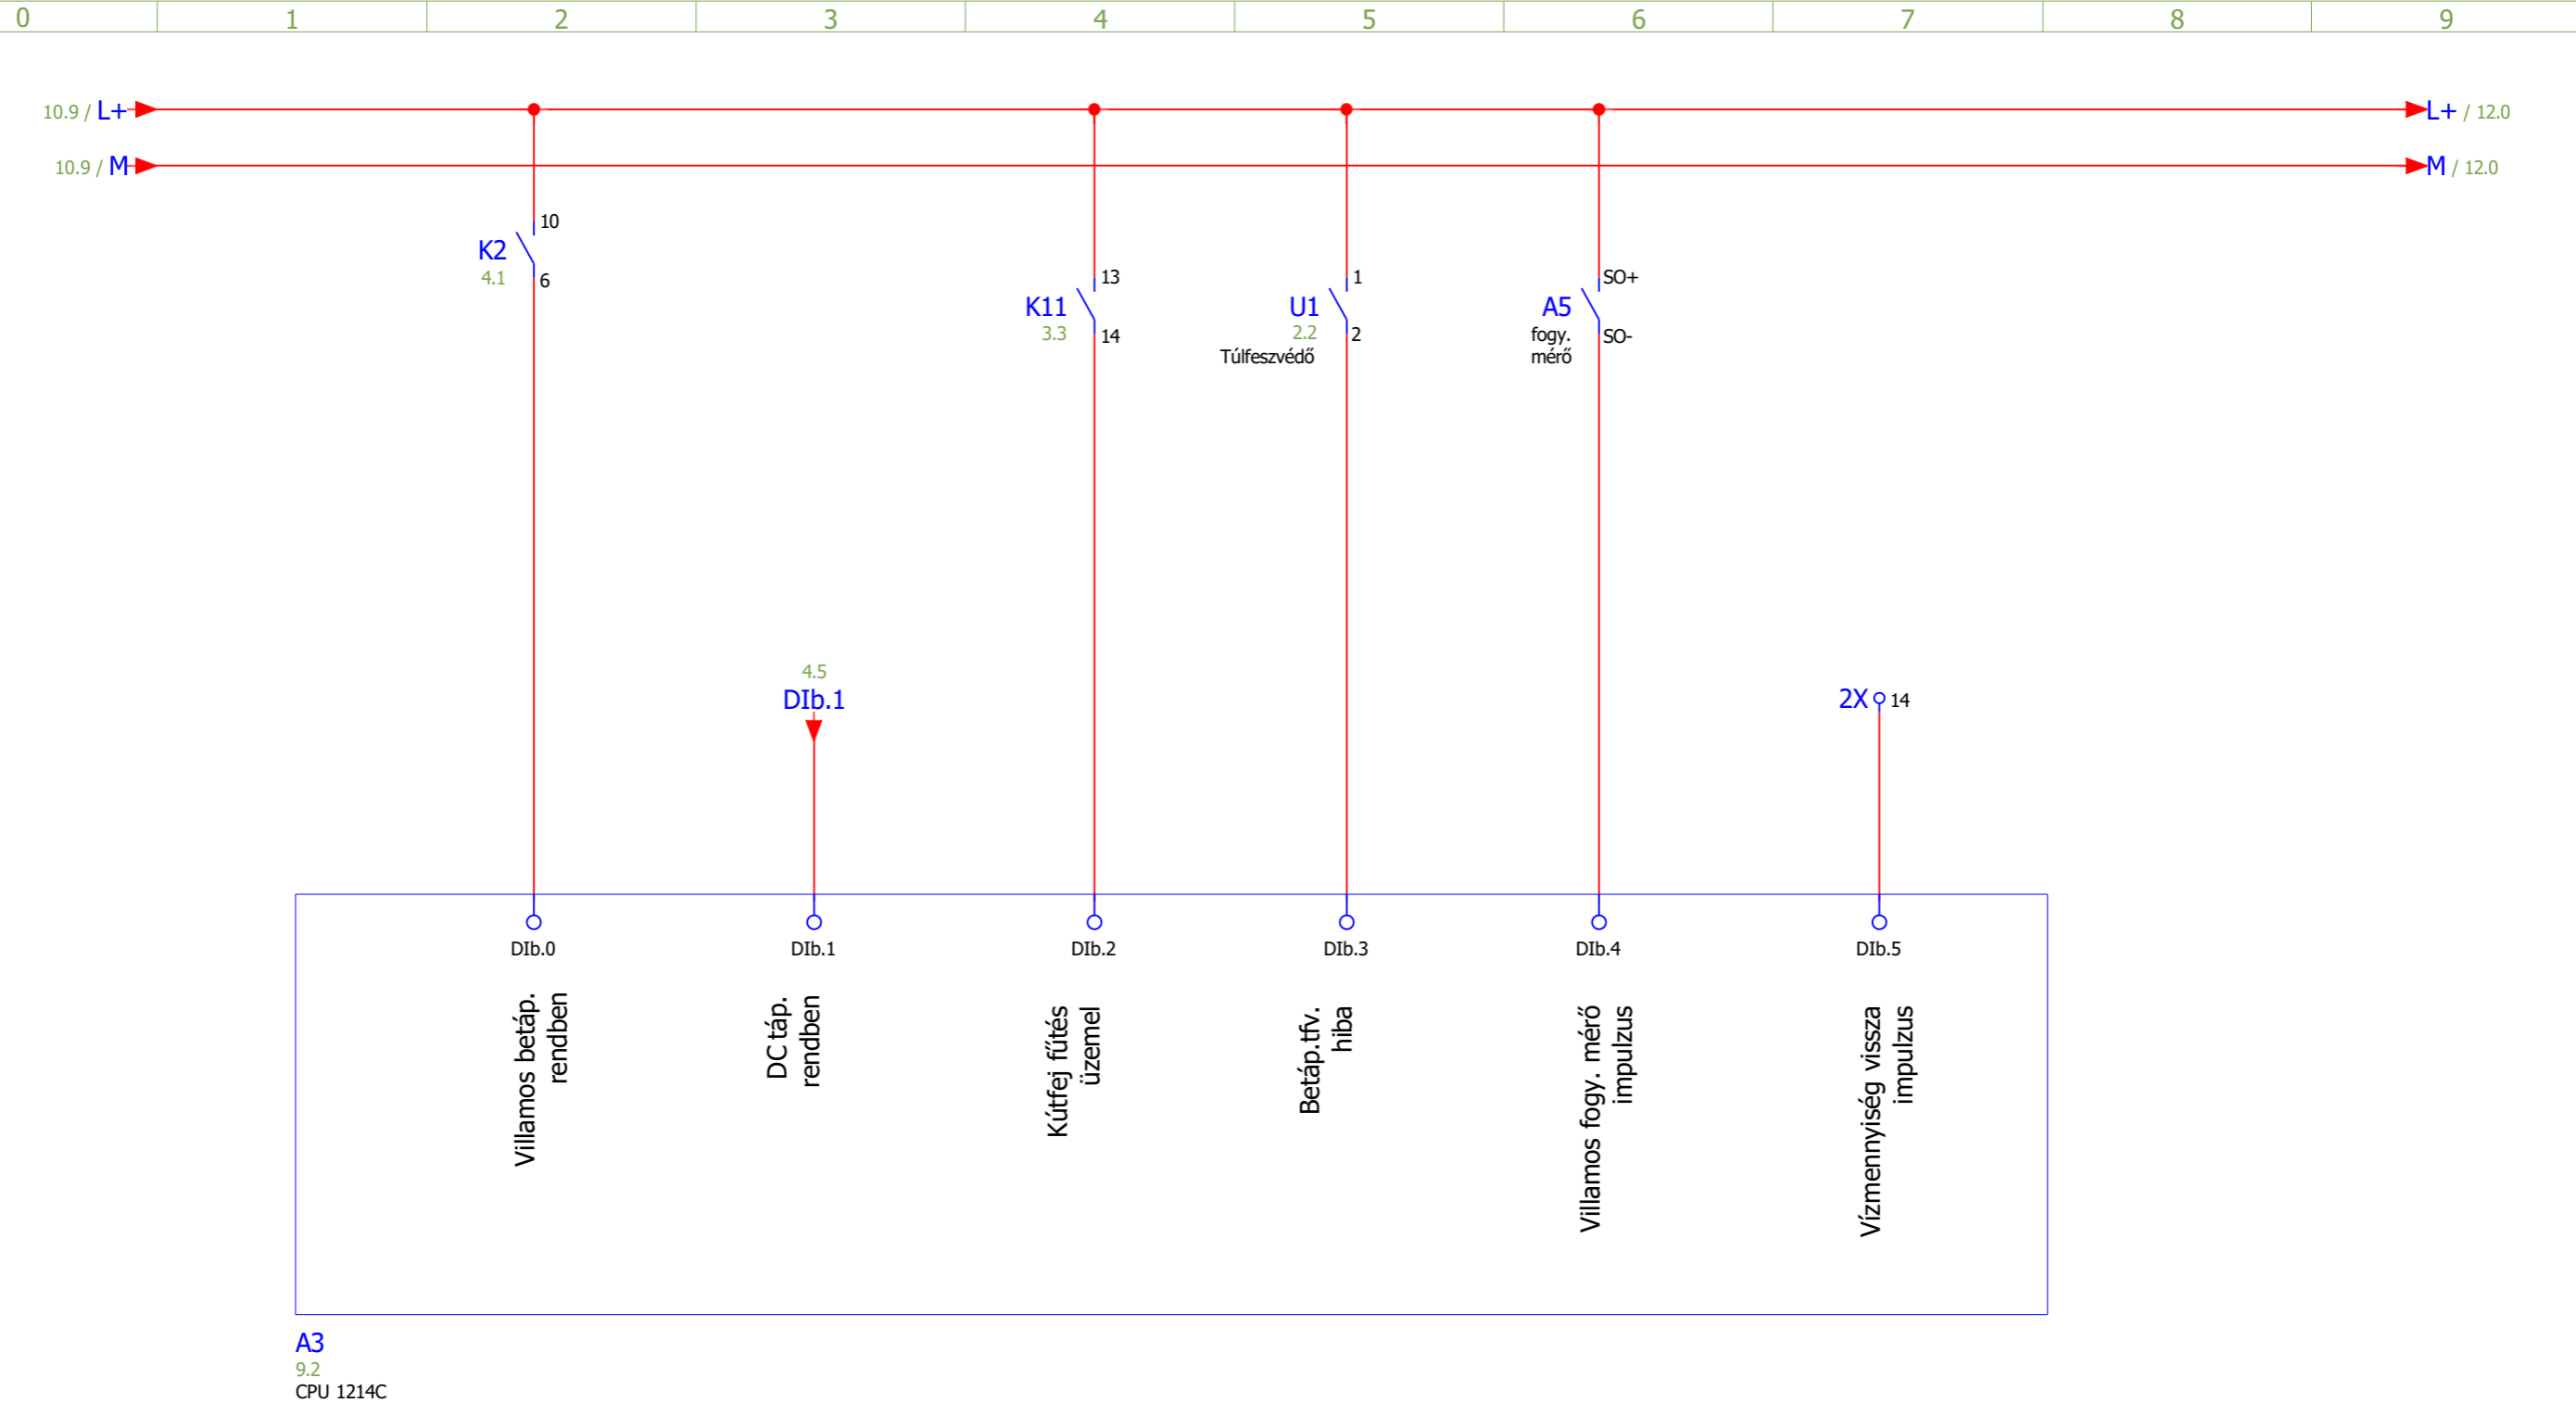 0 1 2 3 4 5 6 7 8 9
10.9 / L+
L+ / 12.0
10.9 / M
M / 12.0
10
K2
4.1
6
13
K11
3.3
14
1
U1
2.2
2
Túlfeszvédő
SO+
A5
fogy.
mérő
SO-
4.5
DIb.1
2X
14
DIb.0
DIb.1
DIb.2
DIb.3
DIb.4
DIb.5
Villamos betáp.
rendben
DC táp.
rendben
Kútfej fűtés
üzemel
Betáp.tfv.
hiba
Villamos fogy. mérő
impulzus
Vízmennyiség vissza
impulzus
A3
9.2
CPU 1214C